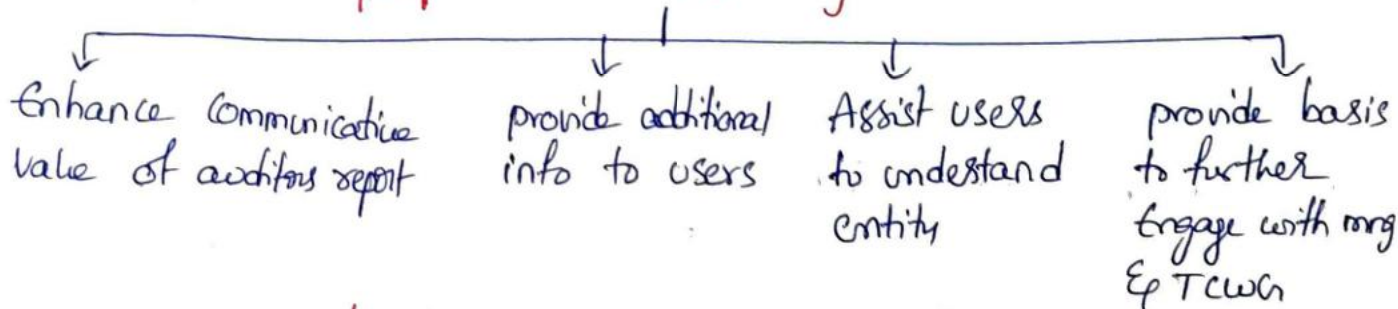 Enhance Communicative
value of auditors report
provide additional
info to users
Assist users
to undestand
entity
provide basis
to further
Engage with mng
& TCWG